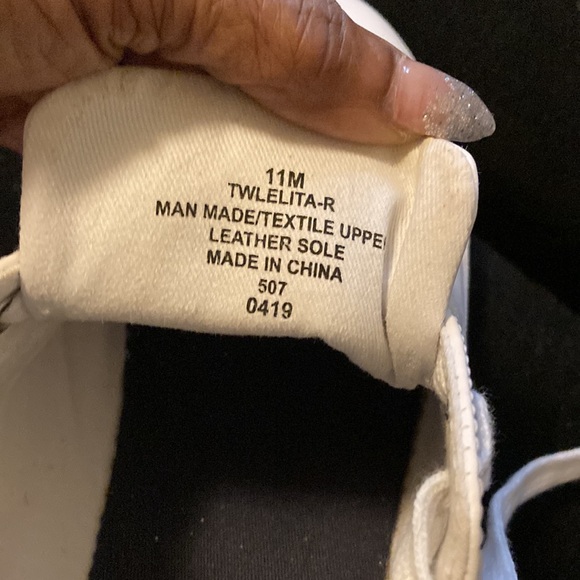 11M
TWLELITA-R
MAN MADE/TEXTILE UPPE
LEATHER SOLE
MADE IN CHINA
507
0419